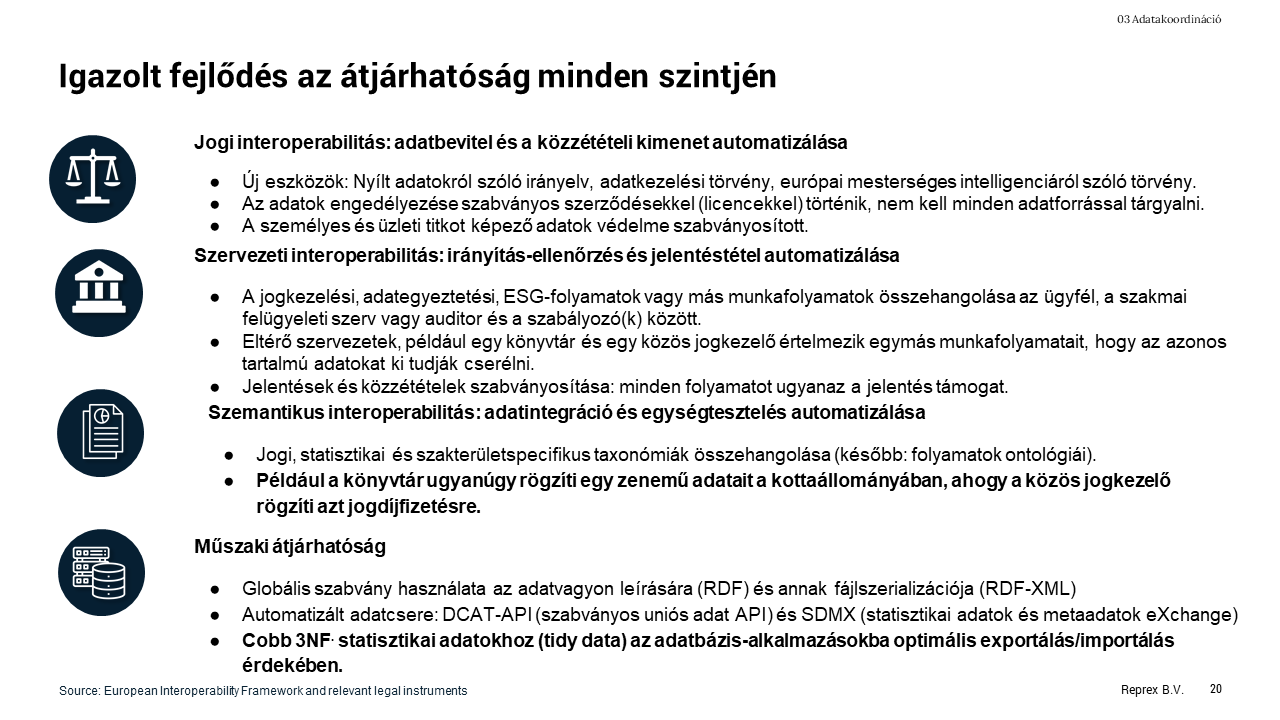 03 Adatakoordináció
Igazolt fejlődés az átjárhatóság minden szintjén
Jogi interoperabilitás: adatbevitel és a közzétételi kimenet automatizálása
● Új eszközök: Nyílt adatokról szóló irányelv, adatkezelési törvény, európai mesterséges intelligenciáról szóló törvény.
● Az adatok engedélyezése szabványos szerződésekkel (licencekkel) történik, nem kell minden adatforrással tárgyalni.
● A személyes és üzleti titkot képező adatok védelme szabványosított.
Szervezeti interoperabilitás: irányítás-ellenőrzés és jelentéstétel automatizálása
● A jogkezelési, adategyeztetési, ESG-folyamatok vagy más munkafolyamatok összehangolása az ügyfél, a szakmai
felügyeleti szerv vagy auditor és a szabályozó(k) között.
● Eltérő szervezetek, például egy könyvtár és egy közös jogkezelő értelmezik egymás munkafolyamatait, hogy az azonos
tartalmú adatokat ki tudják cserélni.
● Jelentések és közzétételek szabványosítása: minden folyamatot ugyanaz a jelentés támogat.
Szemantikus interoperabilitás: adatintegráció és egységtesztelés automatizálása
● Jogi, statisztikai és szakterületspecifikus taxonómiák összehangolása (később: folyamatok ontológiái).
● Például a könyvtár ugyanúgy rögzíti egy zenemű adatait a kottaállományában, ahogy a közös jogkezelő
rögzíti azt jogdíjfizetésre.
Műszaki átjárhatóság
● Globális szabvány használata az adatvagyon leírására (RDF) és annak fájlszerializációja (RDF-XML)
● Automatizált adatcsere: DCAT-API (szabványos uniós adat API) és SDMX (statisztikai adatok és metaadatok eXchange)
● Cobb 3NF. statisztikai adatokhoz (tidy data) az adatbázis-alkalmazásokba optimális exportálás/importálás
érdekében.
Source: European Interoperability Framework and relevant legal instruments
Reprex B.V. 20